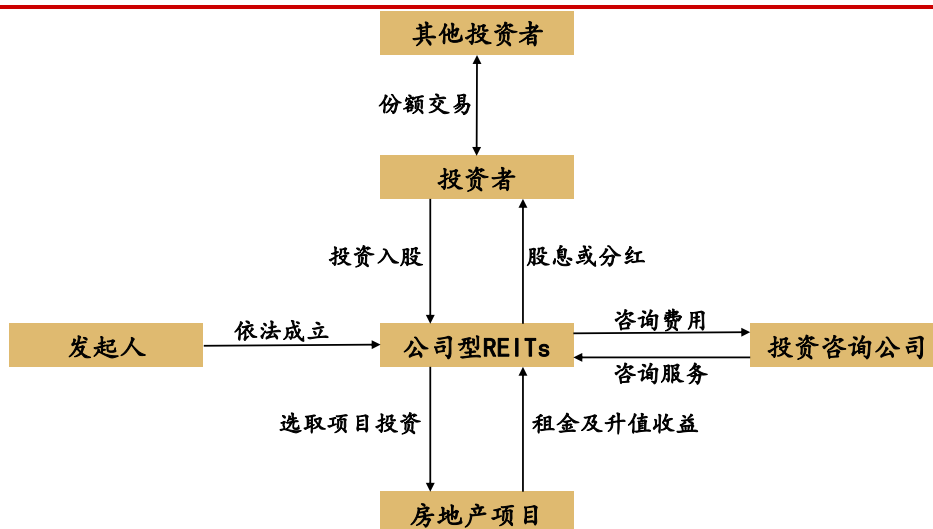 其他投资者
份额交易
投资者
投资入股
股息或分红
发起人
依法成立
公司型REITs
咨询费用
咨询服务
投资咨询公司
选取项目投资
租金及升值收益
房地产项目